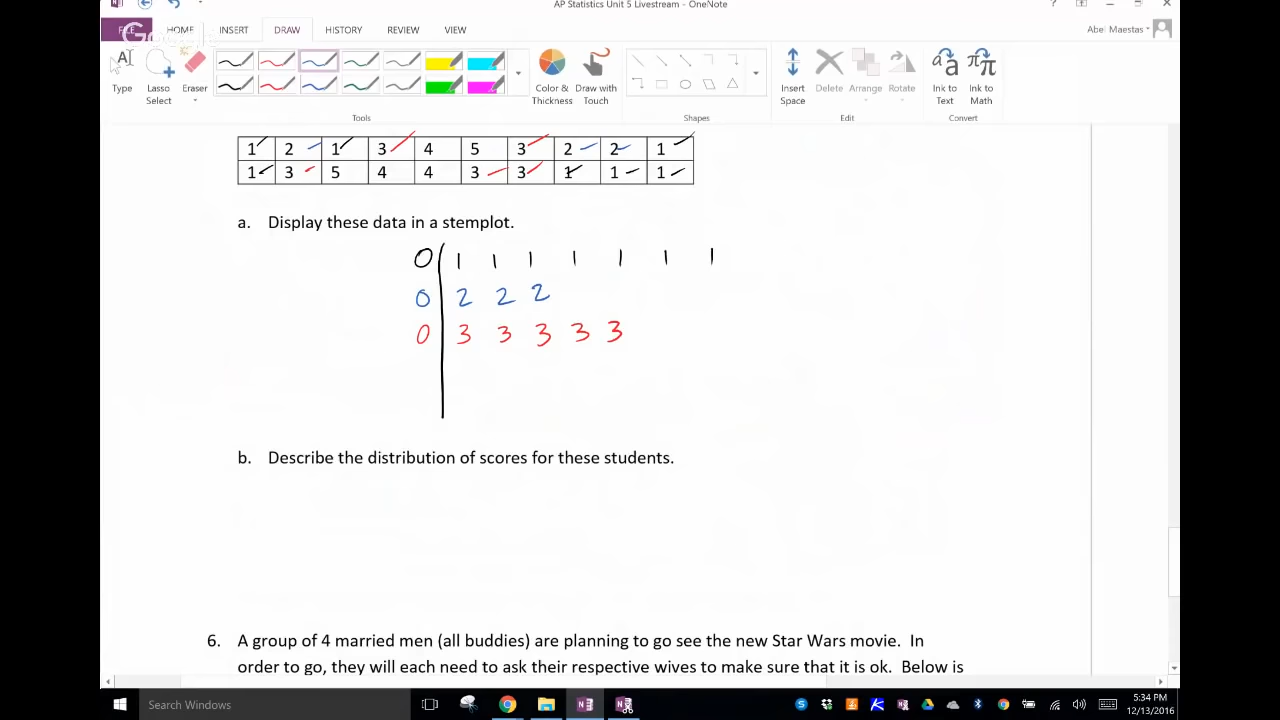 AP Statistics Unit 5 Livestream - OneNote
FILE HOME INSERT DRAW HISTORY REVIEW VIEW
Abel Maestas
Type Lasso Select Eraser
Color & Thickness Draw with Touch
Insert Space Delete Arrange Rotate
Ink to Text Ink to Math
Tools Shapes Edit Convert
1 2 1 3 4 5 3 2 2 1
1 3 5 4 4 3 3 1 1 1
a. Display these data in a stemplot.
0 | 1 1 1 1 1 1 1
0 | 2 2 2
0 | 3 3 3 3 3
b. Describe the distribution of scores for these students.
6. A group of 4 married men (all buddies) are planning to go see the new Star Wars movie. In
order to go, they will each need to ask their respective wives to make sure that it is ok. Below is
Search Windows
5:34 PM
12/13/2016